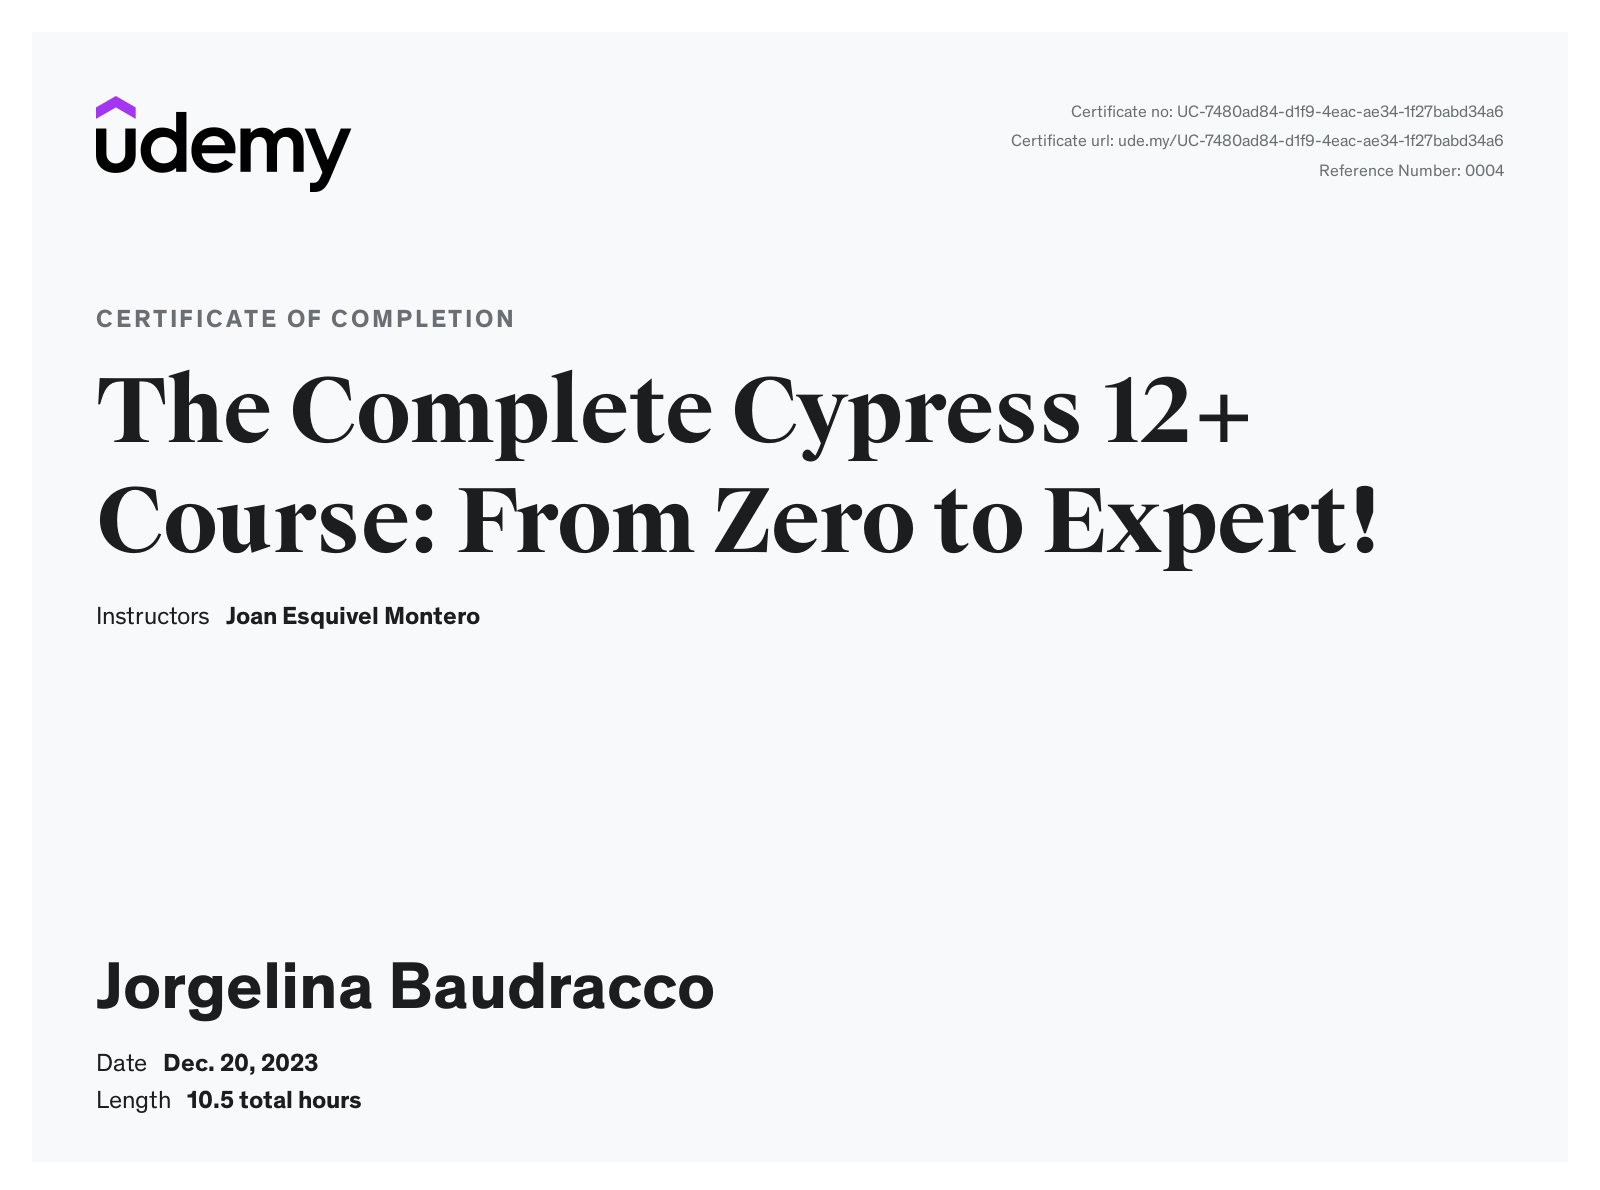 udemy
Certificate no: UC-7480ad84-d1f9-4eac-ae34-1f27babd34a6
Certificate url: ude.my/UC-7480ad84-d1f9-4eac-ae34-1f27babd34a6
Reference Number: 0004
CERTIFICATE OF COMPLETION
The Complete Cypress 12+
Course: From Zero to Expert!
Instructors Joan Esquivel Montero
Jorgelina Baudracco
Date Dec. 20, 2023
Length 10.5 total hours